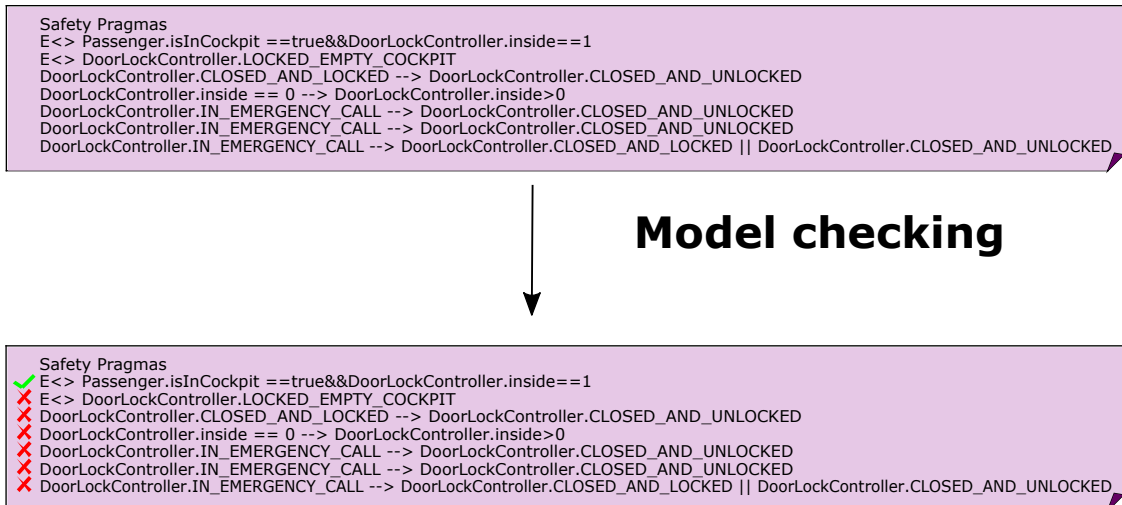 Safety Pragmas
E<> Passenger.isInCockpit ==true&&DoorLockController.inside==1
E<> DoorLockController.LOCKED_EMPTY_COCKPIT
DoorLockController.CLOSED_AND_LOCKED --> DoorLockController.CLOSED_AND_UNLOCKED
DoorLockController.inside == 0 --> DoorLockController.inside>0
DoorLockController.IN_EMERGENCY_CALL --> DoorLockController.CLOSED_AND_UNLOCKED
DoorLockController.IN_EMERGENCY_CALL --> DoorLockController.CLOSED_AND_UNLOCKED
DoorLockController.IN_EMERGENCY_CALL --> DoorLockController.CLOSED_AND_LOCKED || DoorLockController.CLOSED_AND_UNLOCKED
Model checking
Safety Pragmas
E<> Passenger.isInCockpit ==true&&DoorLockController.inside==1
E<> DoorLockController.LOCKED_EMPTY_COCKPIT
DoorLockController.CLOSED_AND_LOCKED --> DoorLockController.CLOSED_AND_UNLOCKED
DoorLockController.inside == 0 --> DoorLockController.inside>0
DoorLockController.IN_EMERGENCY_CALL --> DoorLockController.CLOSED_AND_UNLOCKED
DoorLockController.IN_EMERGENCY_CALL --> DoorLockController.CLOSED_AND_UNLOCKED
DoorLockController.IN_EMERGENCY_CALL --> DoorLockController.CLOSED_AND_LOCKED || DoorLockController.CLOSED_AND_UNLOCKED